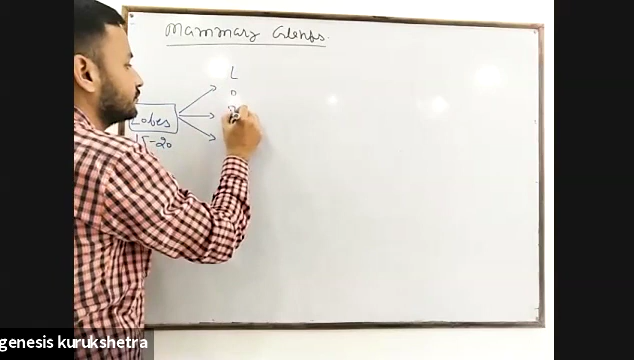 Mammary Glands.
L
o
Lobes
15-20
genesis kurukshetra